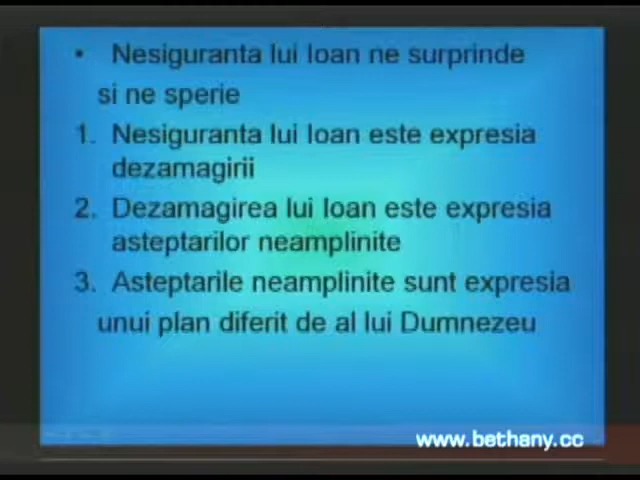 • Nesiguranta lui Ioan ne surprinde
si ne sperie
1. Nesiguranta lui Ioan este expresia
dezamagirii
2. Dezamagirea lui Ioan este expresia
asteptarilor neamplinite
3. Asteptarile neamplinite sunt expresia
unui plan diferit de al lui Dumnezeu
www.bethany.cc